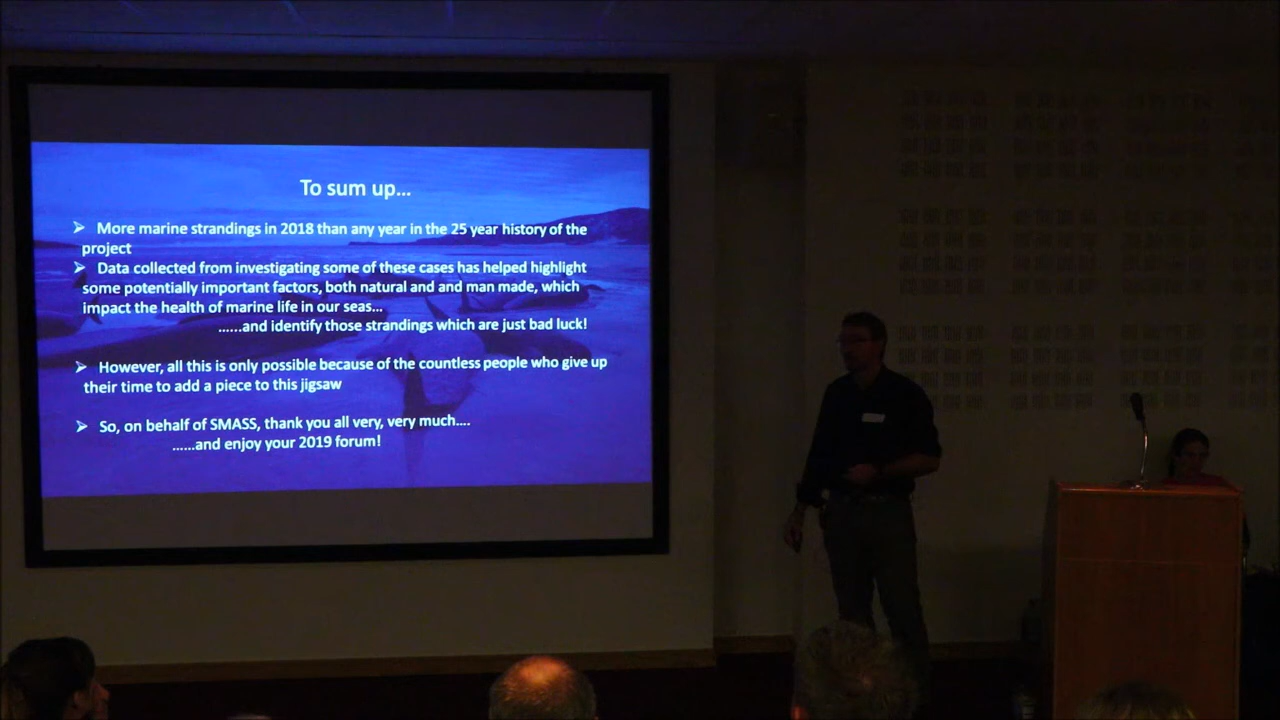 To sum up...
➢ More marine strandings in 2018 than any year in the 25 year history of the
project
➢ Data collected from investigating some of these cases has helped highlight
some potentially important factors, both natural and and man made, which
impact the health of marine life in our seas...
......and identify those strandings which are just bad luck!
➢ However, all this is only possible because of the countless people who give up
their time to add a piece to this jigsaw
➢ So, on behalf of SMASS, thank you all very, very much....
......and enjoy your 2019 forum!